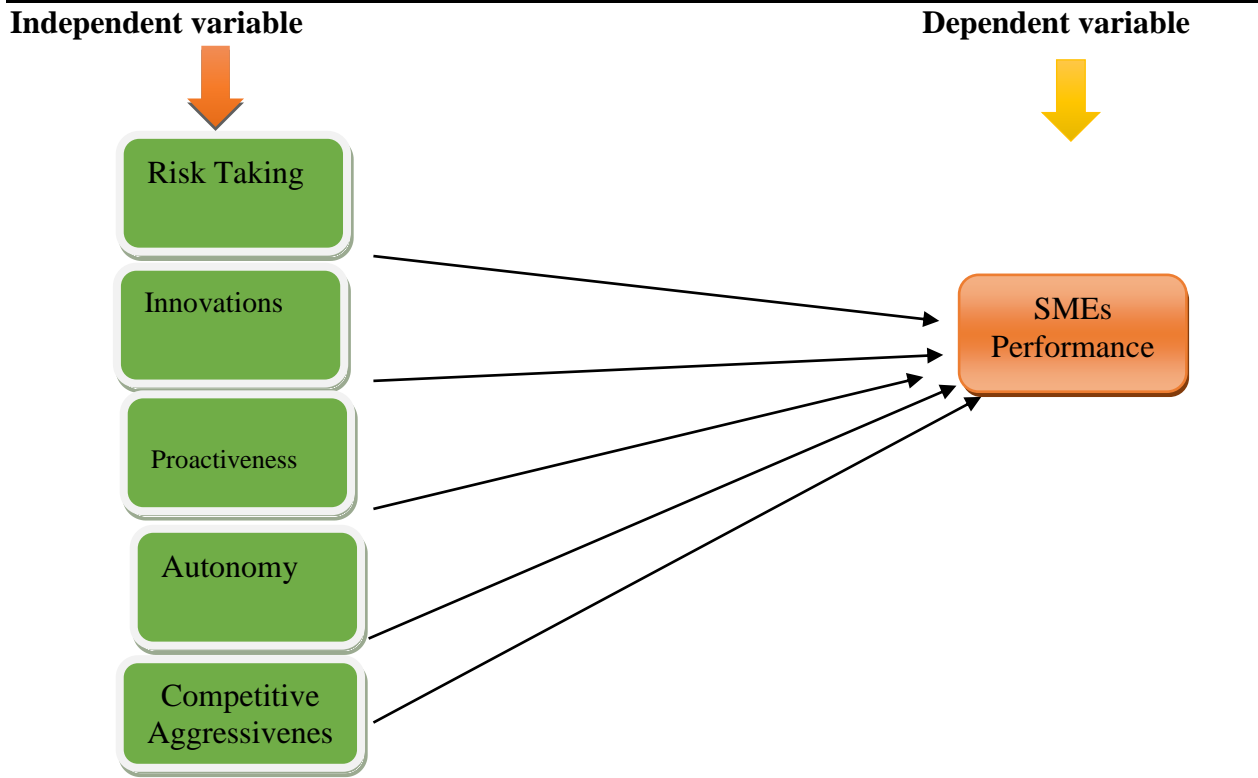 Independent variable
Dependent variable
Risk Taking
Innovations
Proactiveness
Autonomy
Competitive
Aggressivenes
SMEs
Performance